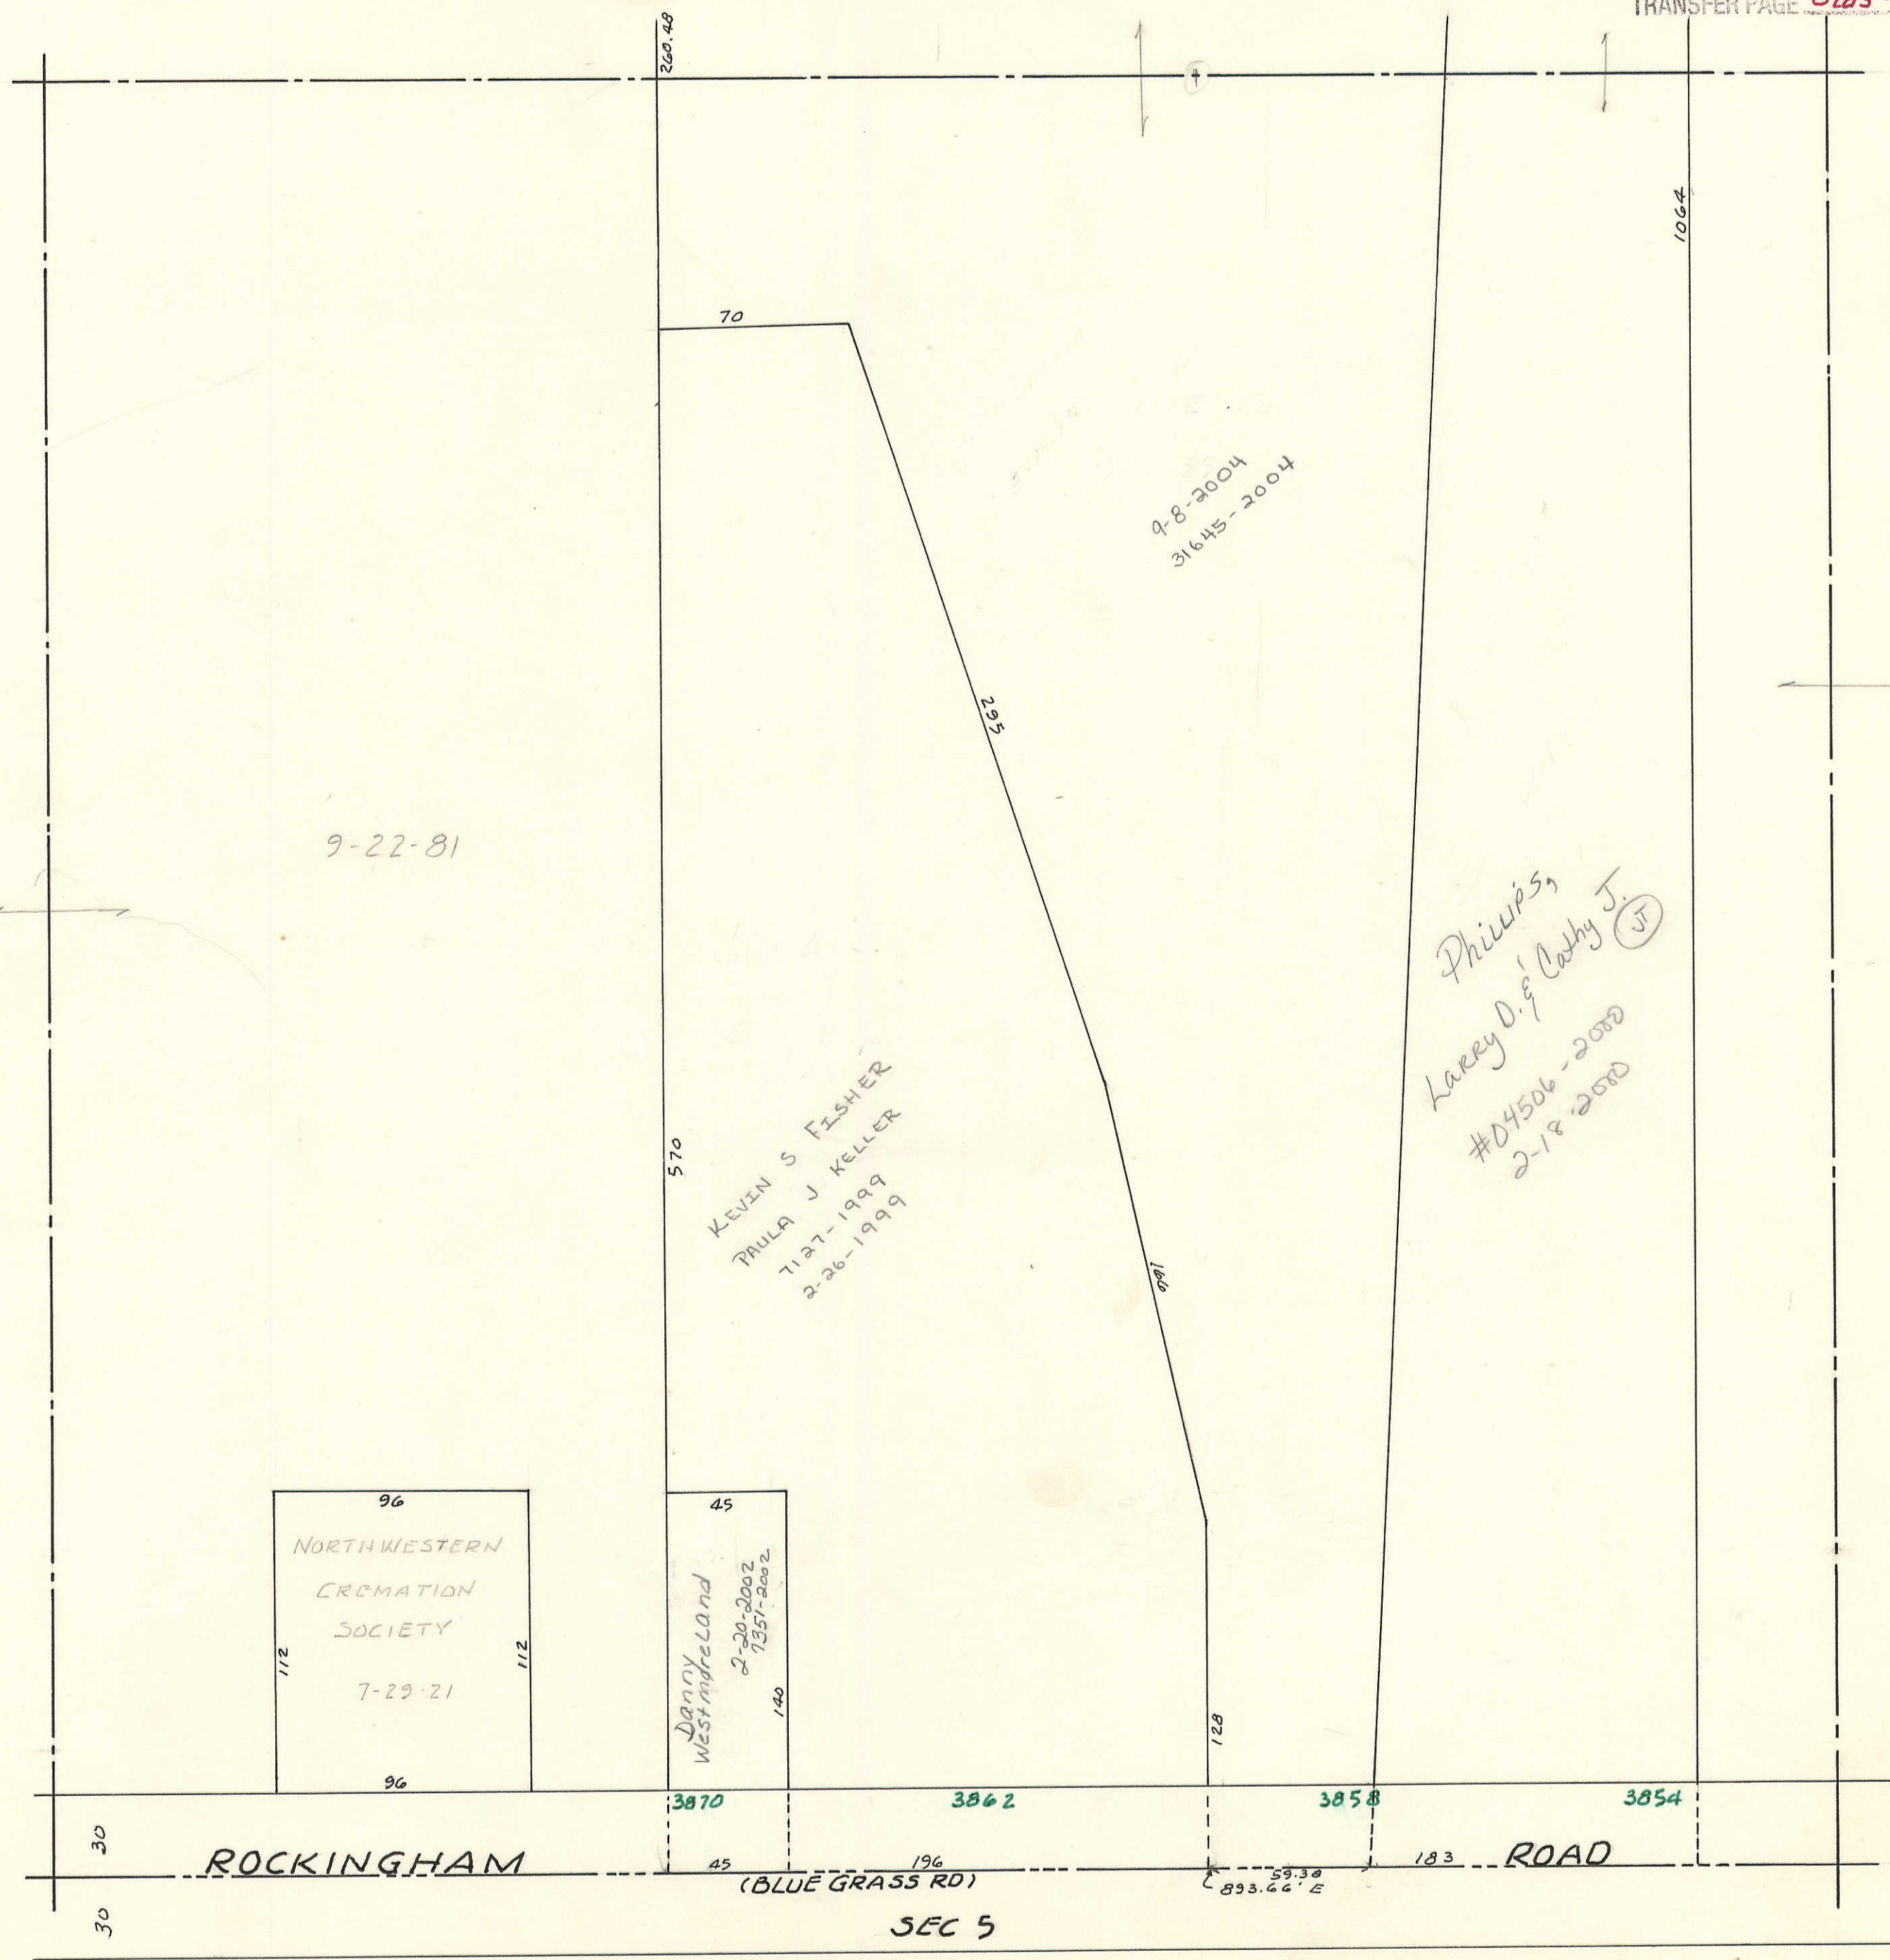 TRANSFER PAGE
260.48
4
1064
70
9-8-2004
31645-2004
295
9-22-81
Phillips,
Larry D. & Cathy J. JT
#04506-2000
2-18-2000
570
KEVIN S FISHER
PAULA J KELLER
7127-1999
2-26-1999
166
96
NORTHWESTERN
CREMATION
SOCIETY
7-29-21
112
112
96
45
Danny
Westmoreland
2-20-2002
7351-2002
140
128
3870
3862
3858
3854
30
ROCKINGHAM ROAD
45
196
59.38
183
(BLUE GRASS RD)
893.66' E
30
SEC 5